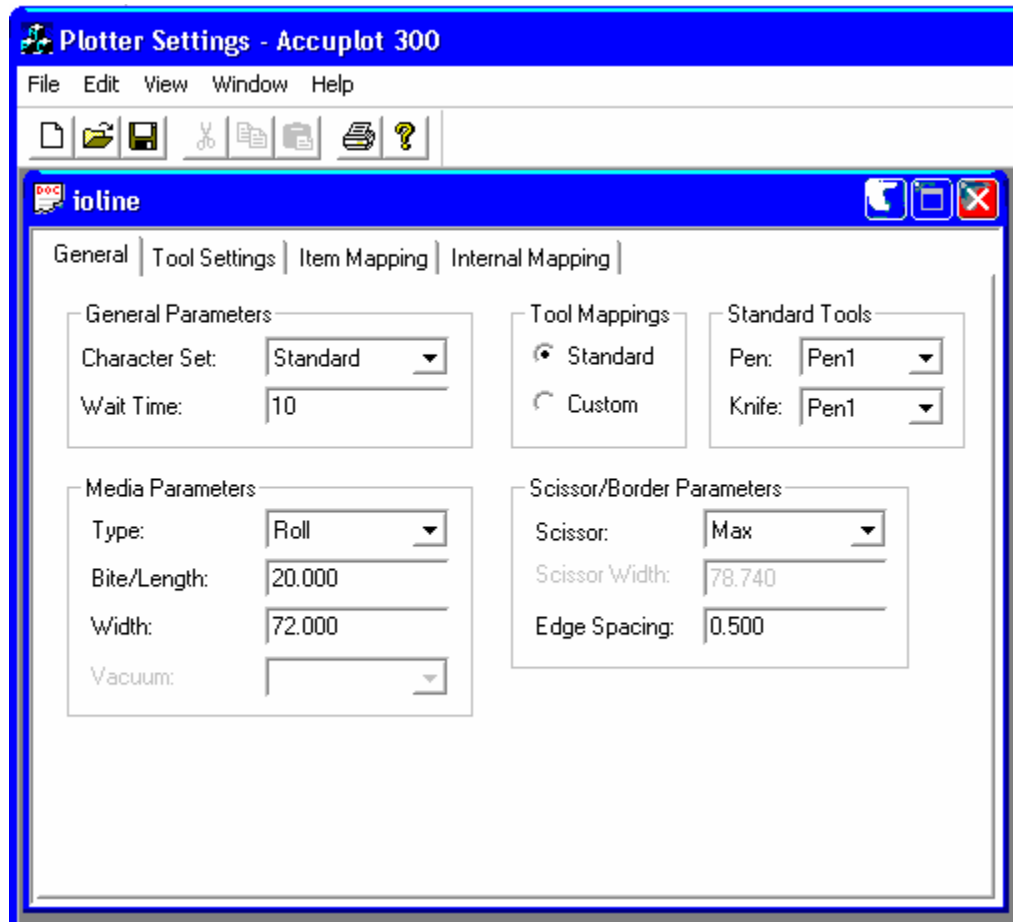 Plotter Settings - Accuplot 300
File Edit View Window Help
?
DOC
ioline
General Tool Settings Item Mapping Internal Mapping
General Parameters
Character Set: Standard
Wait Time: 10
Tool Mappings
Standard
Custom
Standard Tools
Pen: Pen1
Knife: Pen1
Media Parameters
Type: Roll
Bite/Length: 20.000
Width: 72.000
Vacuum:
Scissor/Border Parameters
Scissor: Max
Scissor Width: 78.740
Edge Spacing: 0.500